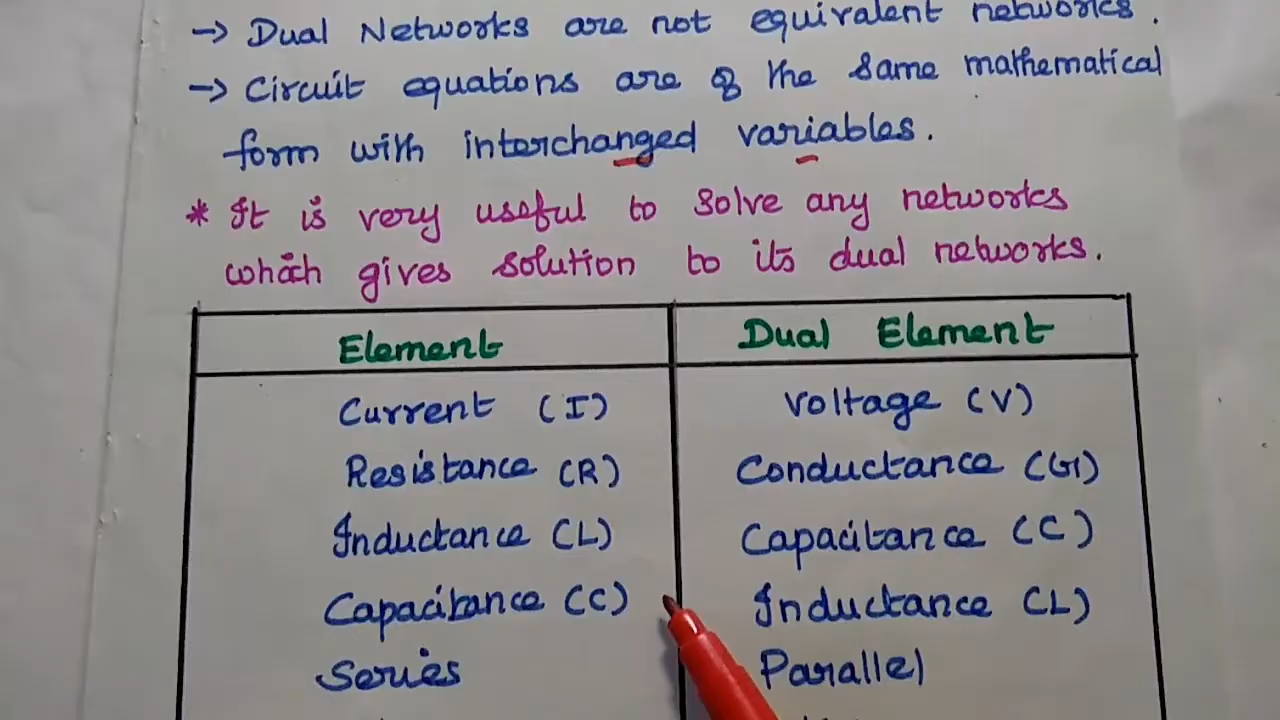 → Dual Networks are not equivalent networks.
→ Circuit equations are of the same mathematical
form with interchanged variables.
* It is very useful to solve any networks
which gives solution to its dual networks.
Element Dual Element
Current (I) Voltage (V)
Resistance (R) Conductance (G)
Inductance (L) Capacitance (C)
Capacitance (C) Inductance (L)
Series Parallel